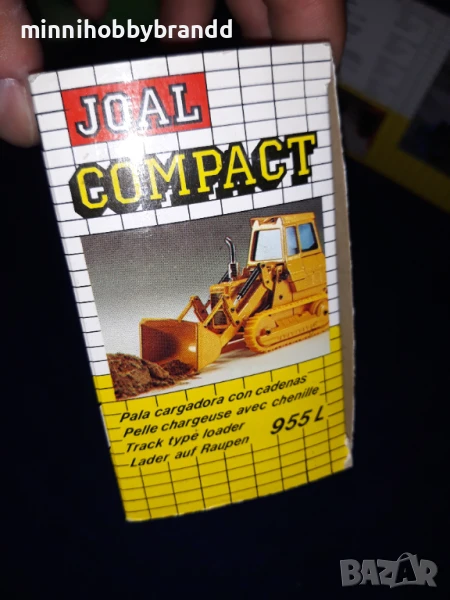 minnihobbybrandd
JOAL
COMPACT
Pala cargadora con cadenas
Pelle chargeuse avec chenille
Track type loader 955 L
Lader auf Raupen
BAZAR